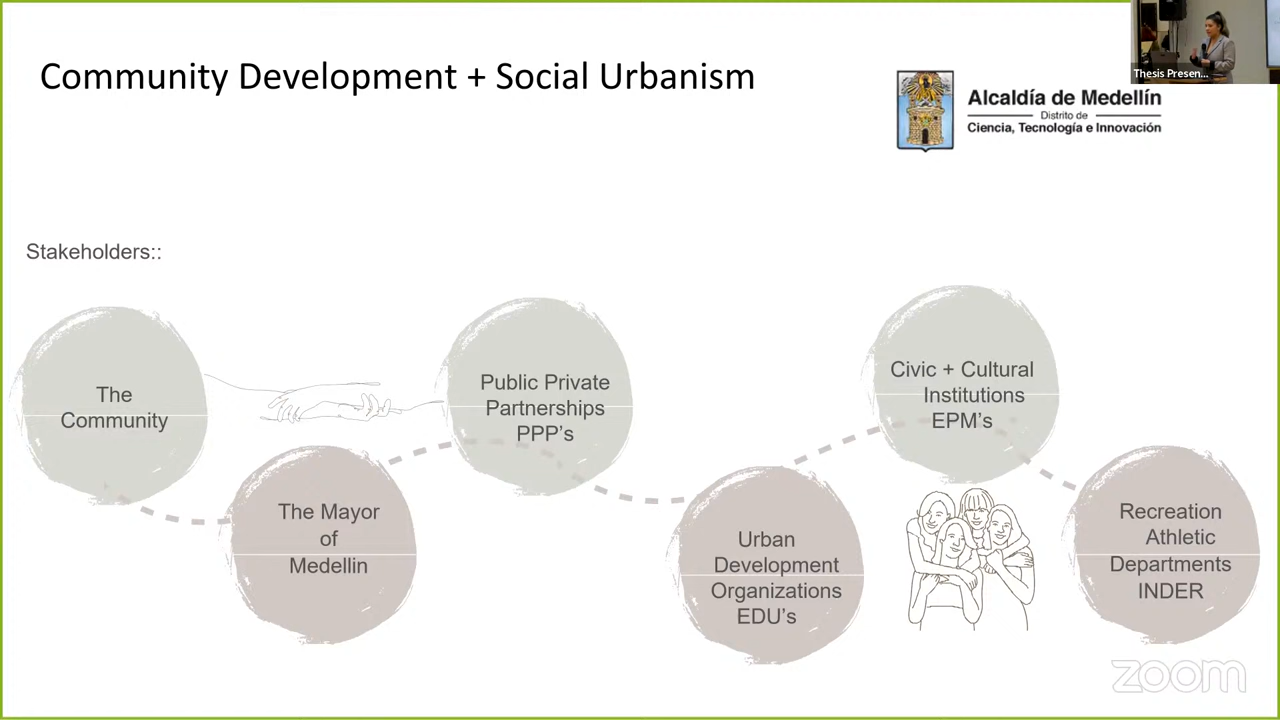 Community Development + Social Urbanism
Thesis Presen...
Alcaldía de Medellín
Distrito de
Ciencia, Tecnología e Innovación
Stakeholders::
The
Community
The Mayor
of
Medellin
Public Private
Partnerships
PPP's
Urban
Development
Organizations
EDU's
Civic + Cultural
Institutions
EPM's
Recreation
Athletic
Departments
INDER
zoom